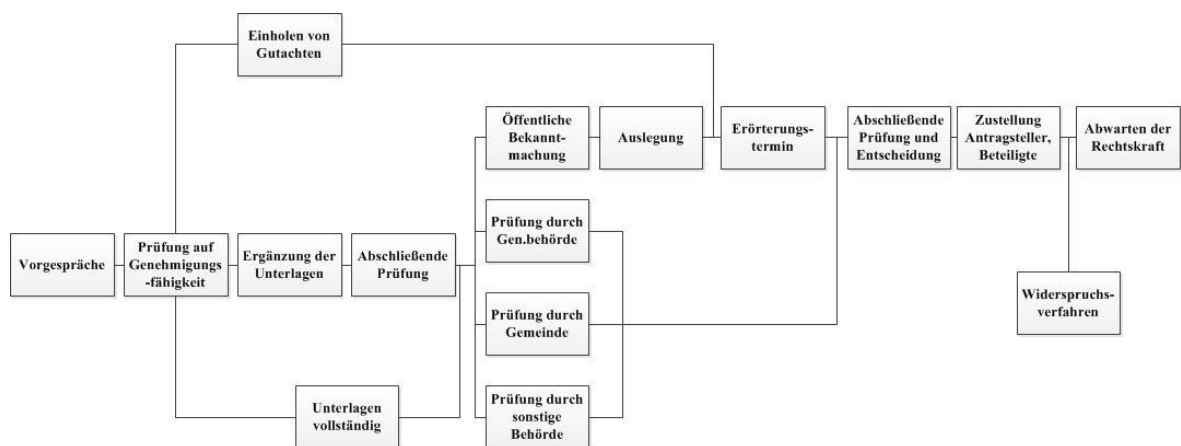 Einholen von
Gutachten
Öffentliche
Bekannt-
machung
Auslegung
Erörterungs-
termin
Abschließende
Prüfung und
Entscheidung
Zustellung
Antragsteller,
Beteiligte
Abwarten der
Rechtskraft
Vorgespräche
Prüfung auf
Genehmigungs
-fähigkeit
Ergänzung der
Unterlagen
Abschließende
Prüfung
Prüfung durch
Gen.behörde
Prüfung durch
Gemeinde
Widerspruchs-
verfahren
Unterlagen
vollständig
Prüfung durch
sonstige
Behörde